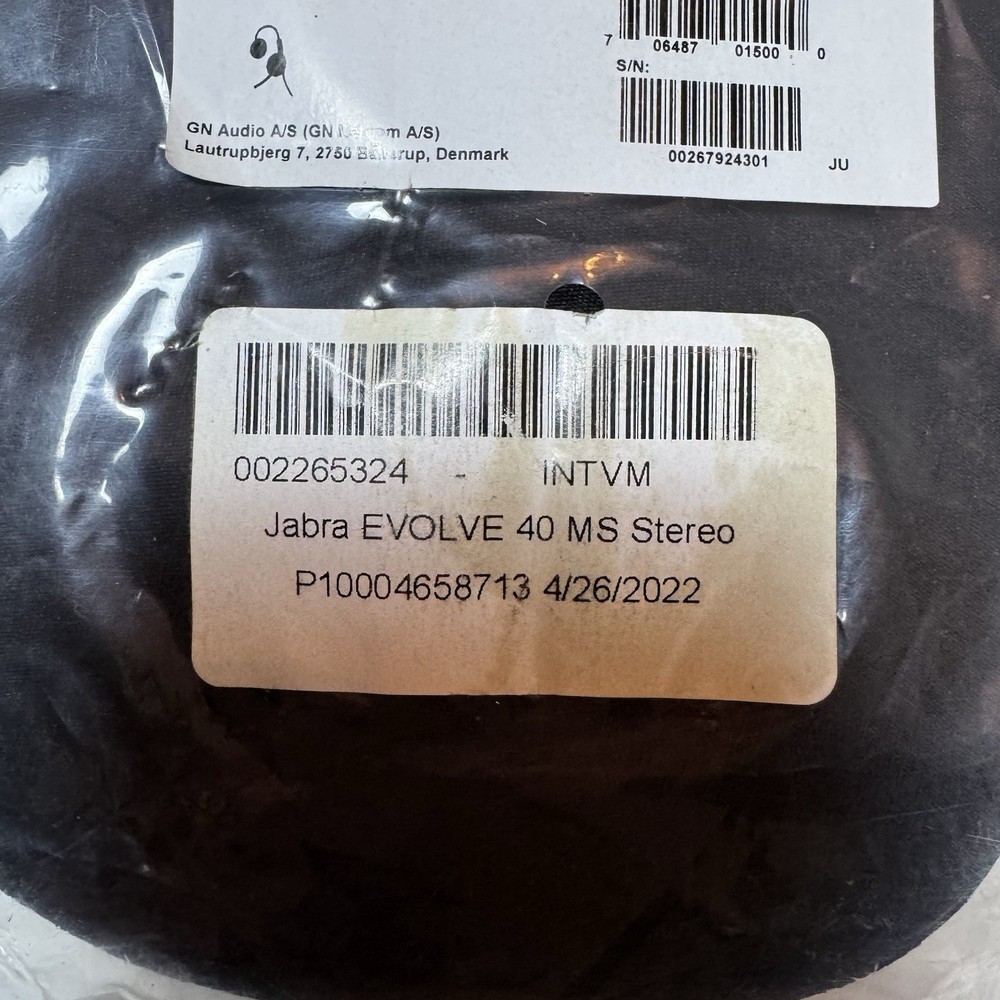 7 06487 01500 0
S/N:
00267924301 JU
GN Audio A/S (GN A/S)
Lautrupbjerg 7, 2750 Denmark
002265324 - INTVM
Jabra EVOLVE 40 MS Stereo
P10004658713 4/26/2022